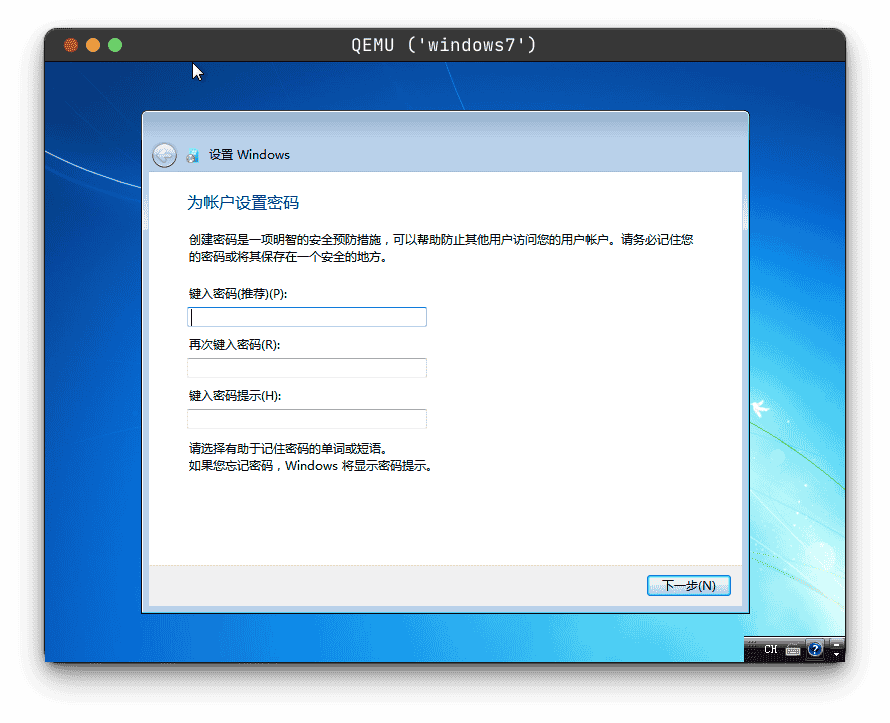 QEMU ('windows7')
设置 Windows
为帐户设置密码
创建密码是一项明智的安全预防措施，可以帮助防止其他用户访问您的用户帐户。请务必记住您
的密码或将其保存在一个安全的地方。
键入密码(推荐)(P):
再次键入密码(R):
键入密码提示(H):
请选择有助于记住密码的单词或短语。
如果您忘记密码，Windows 将显示密码提示。
下一步(N)
CH